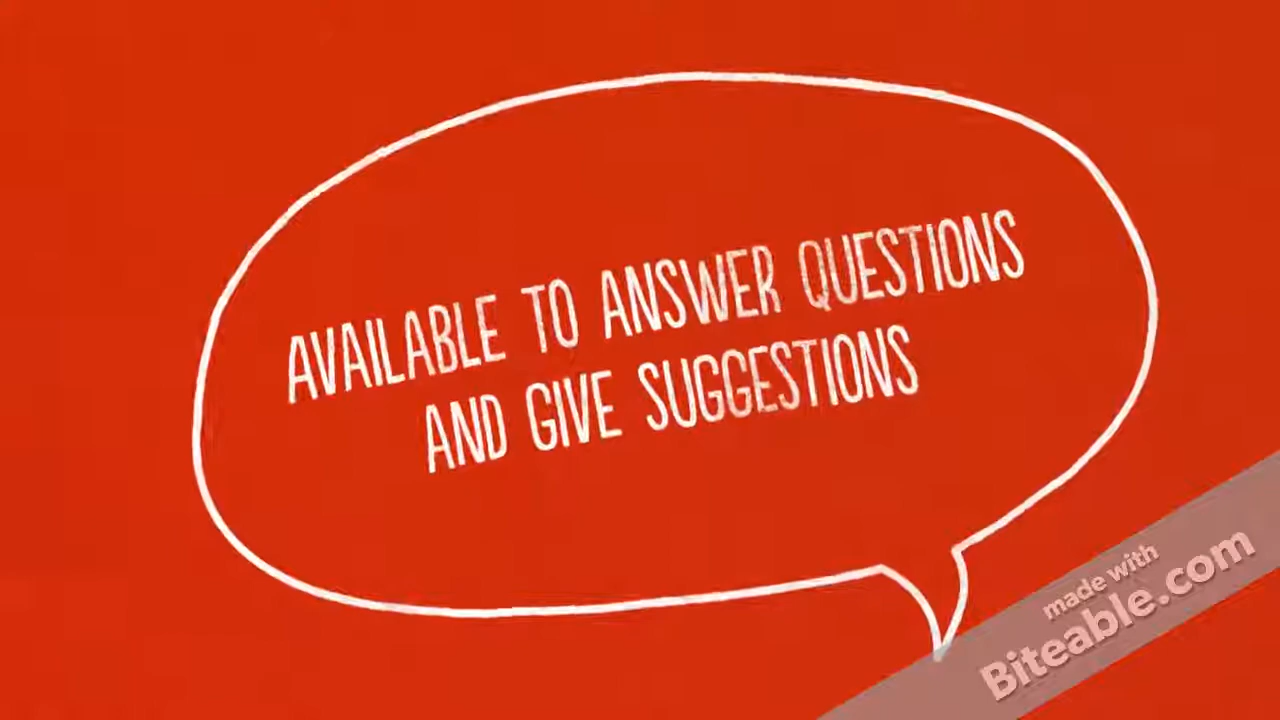 AVAILABLE TO ANSWER QUESTIONS
AND GIVE SUGGESTIONS
made with
Biteable.com